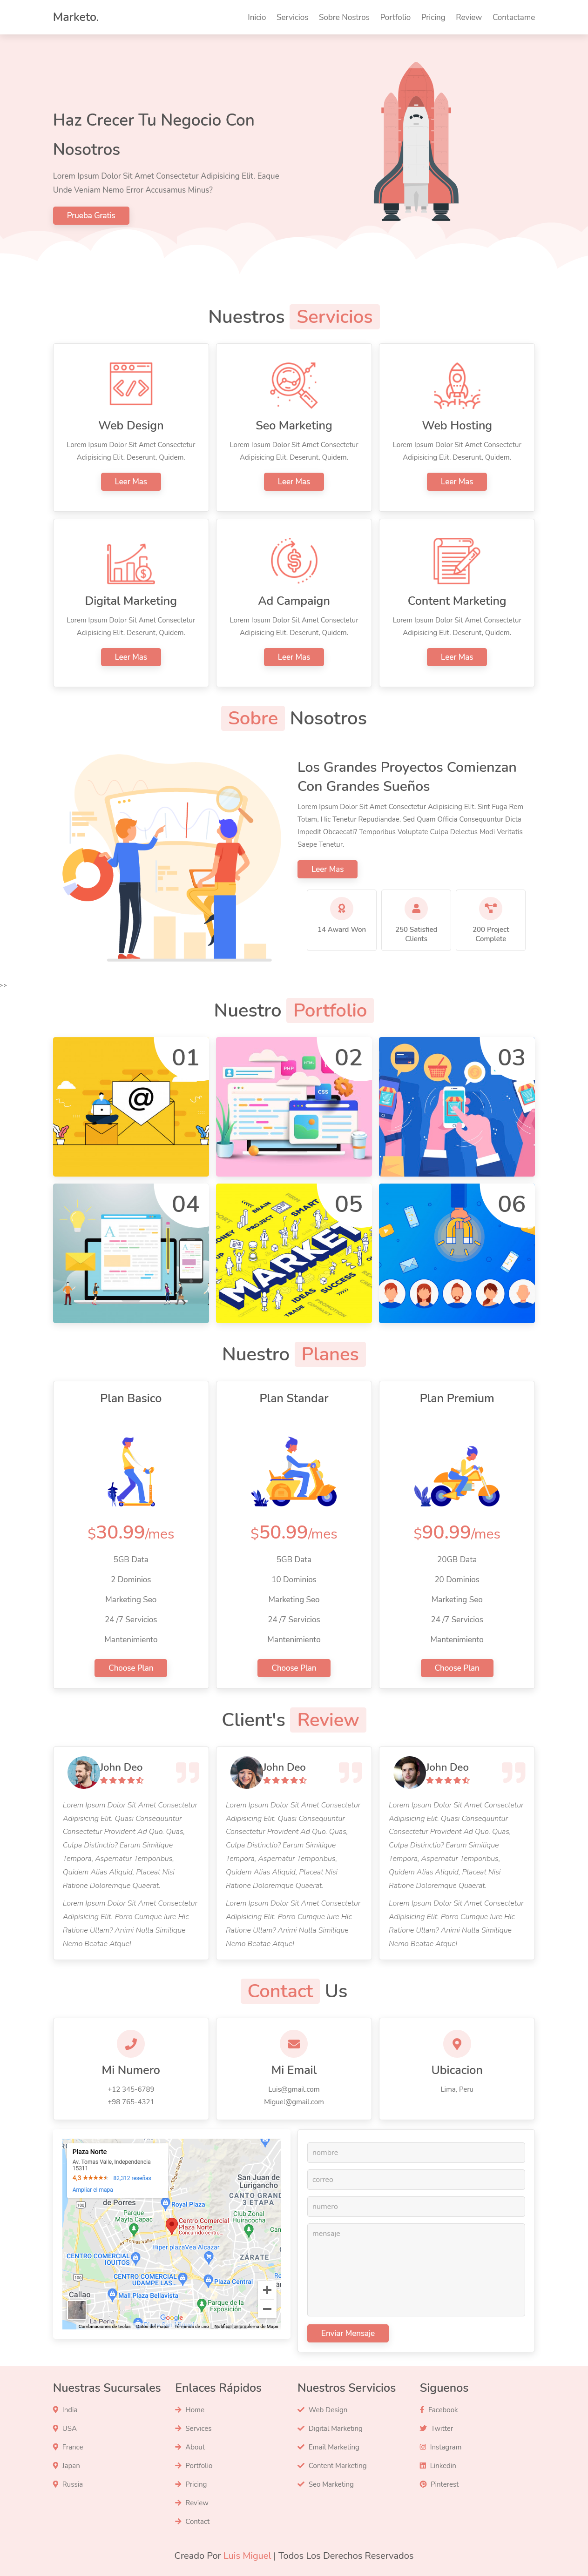 Marketo.
Inicio Servicios Sobre Nostros Portfolio Pricing Review Contactame
Haz Crecer Tu Negocio Con
Nosotros
Lorem Ipsum Dolor Sit Amet Consectetur Adipisicing Elit. Eaque
Unde Veniam Nemo Error Accusamus Minus?
Prueba Gratis
Nuestros Servicios
Web Design
Lorem Ipsum Dolor Sit Amet Consectetur
Adipisicing Elit. Deserunt, Quidem.
Leer Mas
Seo Marketing
Lorem Ipsum Dolor Sit Amet Consectetur
Adipisicing Elit. Deserunt, Quidem.
Leer Mas
Web Hosting
Lorem Ipsum Dolor Sit Amet Consectetur
Adipisicing Elit. Deserunt, Quidem.
Leer Mas
Digital Marketing
Lorem Ipsum Dolor Sit Amet Consectetur
Adipisicing Elit. Deserunt, Quidem.
Leer Mas
Ad Campaign
Lorem Ipsum Dolor Sit Amet Consectetur
Adipisicing Elit. Deserunt, Quidem.
Leer Mas
Content Marketing
Lorem Ipsum Dolor Sit Amet Consectetur
Adipisicing Elit. Deserunt, Quidem.
Leer Mas
Sobre Nosotros
Los Grandes Proyectos Comienzan
Con Grandes Sueños
Lorem Ipsum Dolor Sit Amet Consectetur Adipisicing Elit. Sint Fuga Rem
Totam, Hic Tenetur Repudiandae, Sed Quam Officia Consequuntur Dicta
Impedit Obcaecati? Temporibus Voluptate Culpa Delectus Modi Veritatis
Saepe Tenetur.
Leer Mas
14 Award Won
250 Satisfied
Clients
200 Project
Complete
> >
Nuestro Portfolio
01
@
02
PHP
CSS
03
04
A
05
BRAIN
SMART
MONEY
PROJECT
MARKET
IDEAS
SUCCESS
TRADE
06
Nuestro Planes
Plan Basico
$30.99/mes
5GB Data
2 Dominios
Marketing Seo
24 /7 Servicios
Mantenimiento
Choose Plan
Plan Standar
$50.99/mes
5GB Data
10 Dominios
Marketing Seo
24 /7 Servicios
Mantenimiento
Choose Plan
Plan Premium
$90.99/mes
20GB Data
20 Dominios
Marketing Seo
24 /7 Servicios
Mantenimiento
Choose Plan
Client's Review
John Deo
Lorem Ipsum Dolor Sit Amet Consectetur
Adipisicing Elit. Quasi Consequuntur
Consectetur Provident Ad Quo. Quas,
Culpa Distinctio? Earum Similique
Tempora, Aspernatur Temporibus,
Quidem Alias Aliquid, Placeat Nisi
Ratione Doloremque Quaerat.
Lorem Ipsum Dolor Sit Amet Consectetur
Adipisicing Elit. Porro Cumque Iure Hic
Ratione Ullam? Animi Nulla Similique
Nemo Beatae Atque!
John Deo
Lorem Ipsum Dolor Sit Amet Consectetur
Adipisicing Elit. Quasi Consequuntur
Consectetur Provident Ad Quo. Quas,
Culpa Distinctio? Earum Similique
Tempora, Aspernatur Temporibus,
Quidem Alias Aliquid, Placeat Nisi
Ratione Doloremque Quaerat.
Lorem Ipsum Dolor Sit Amet Consectetur
Adipisicing Elit. Porro Cumque Iure Hic
Ratione Ullam? Animi Nulla Similique
Nemo Beatae Atque!
John Deo
Lorem Ipsum Dolor Sit Amet Consectetur
Adipisicing Elit. Quasi Consequuntur
Consectetur Provident Ad Quo. Quas,
Culpa Distinctio? Earum Similique
Tempora, Aspernatur Temporibus,
Quidem Alias Aliquid, Placeat Nisi
Ratione Doloremque Quaerat.
Lorem Ipsum Dolor Sit Amet Consectetur
Adipisicing Elit. Porro Cumque Iure Hic
Ratione Ullam? Animi Nulla Similique
Nemo Beatae Atque!
Contact Us
Mi Numero
+12 345-6789
+98 765-4321
Mi Email
Luis@gmail.com
Miguel@gmail.com
Ubicacion
Lima, Peru
Plaza Norte
Av. Tomas Valle, Independencia
15311
4,3 82,312 reseñas
Ampliar el mapa
de Porres
San Juan de
Lurigancho
CANTO GRANDE
3 ETAPA
Royal Plaza
Parque
Mayta Capac
Centro Comercial
Plaza Norte
Concurrido centro
Club Zonal
Huiracocha
Av. Tomás Valle
Hiper plazaVea Alcazar
CENTRO COMERCIAL
IQUITOS
ZÁRATE
CENTRO COMERCIAL
UDAMPE LAS...
Plaza Central
Callao
Mall Plaza Bellavista
Parque de la
Exposición
La Perla
Google
Combinaciones de teclas Datos del mapa Términos de uso Notificar un problema de Maps
nombre
correo
numero
mensaje
Enviar Mensaje
Nuestras Sucursales
India
USA
France
Japan
Russia
Enlaces Rápidos
Home
Services
About
Portfolio
Pricing
Review
Contact
Nuestros Servicios
Web Design
Digital Marketing
Email Marketing
Content Marketing
Seo Marketing
Siguenos
Facebook
Twitter
Instagram
Linkedin
Pinterest
Creado Por Luis Miguel | Todos Los Derechos Reservados